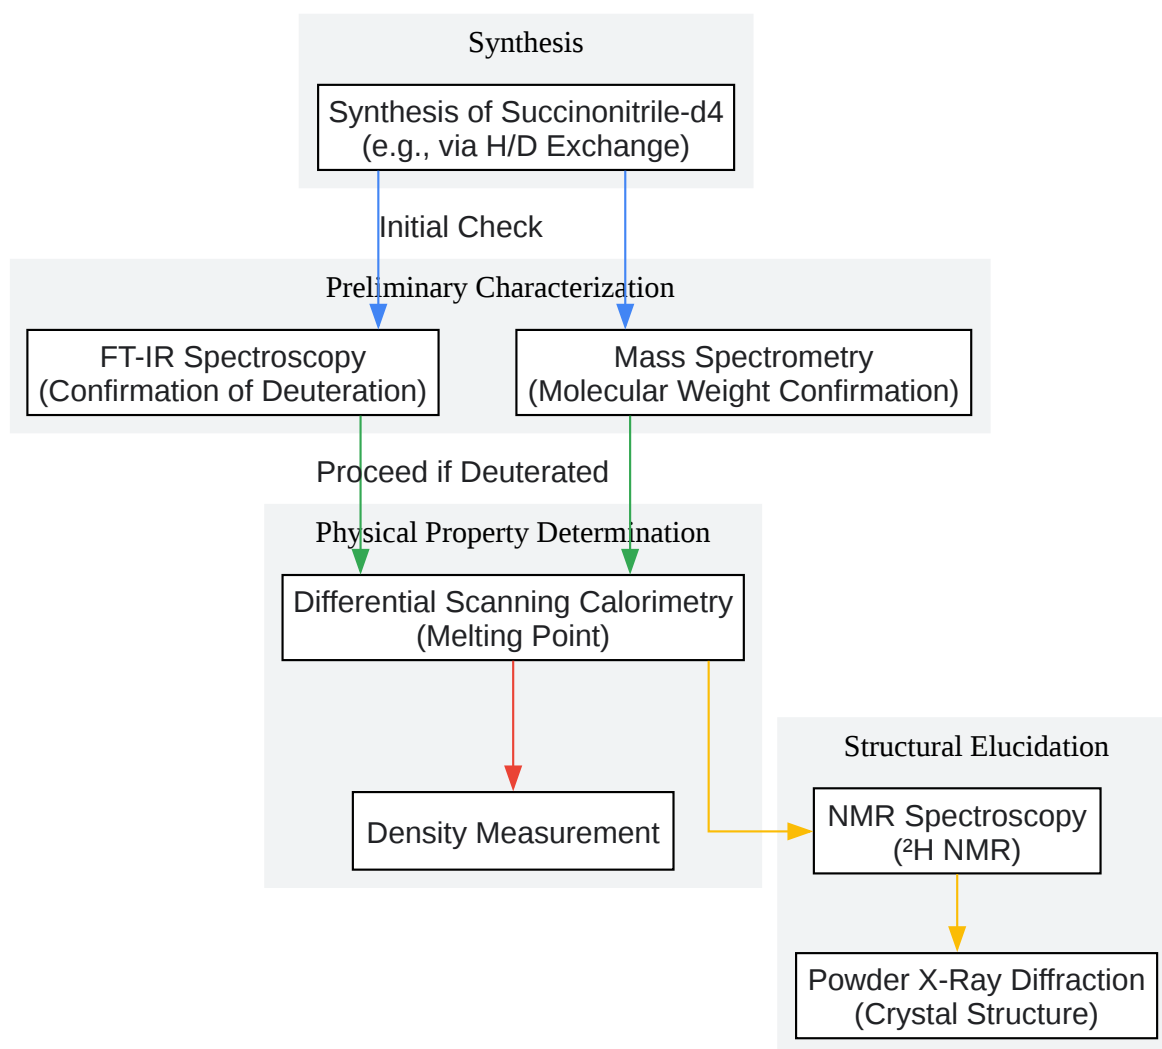 Synthesis
Synthesis of Succinonitrile-d4
(e.g., via H/D Exchange)
Initial Check
Preliminary Characterization
FT-IR Spectroscopy
(Confirmation of Deuteration)
Mass Spectrometry
(Molecular Weight Confirmation)
Proceed if Deuterated
Physical Property Determination
Differential Scanning Calorimetry
(Melting Point)
Density Measurement
Structural Elucidation
NMR Spectroscopy
(²H NMR)
Powder X-Ray Diffraction
(Crystal Structure)